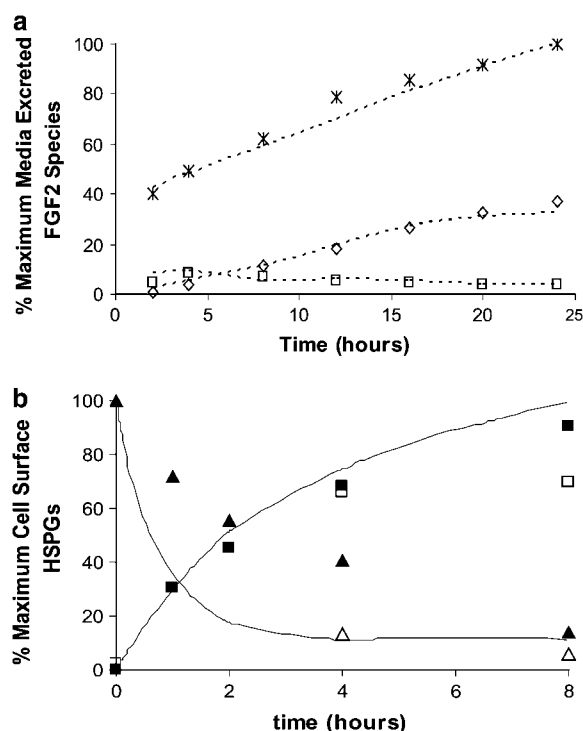 a
% Maximum Media Excreted
FGF2 Species
100
80
60
40
20
0
0 5 10 15 20 25
Time (hours)
b
% Maximum Cell Surface
HSPGs
100
80
60
40
20
0
0 2 4 6 8
time (hours)